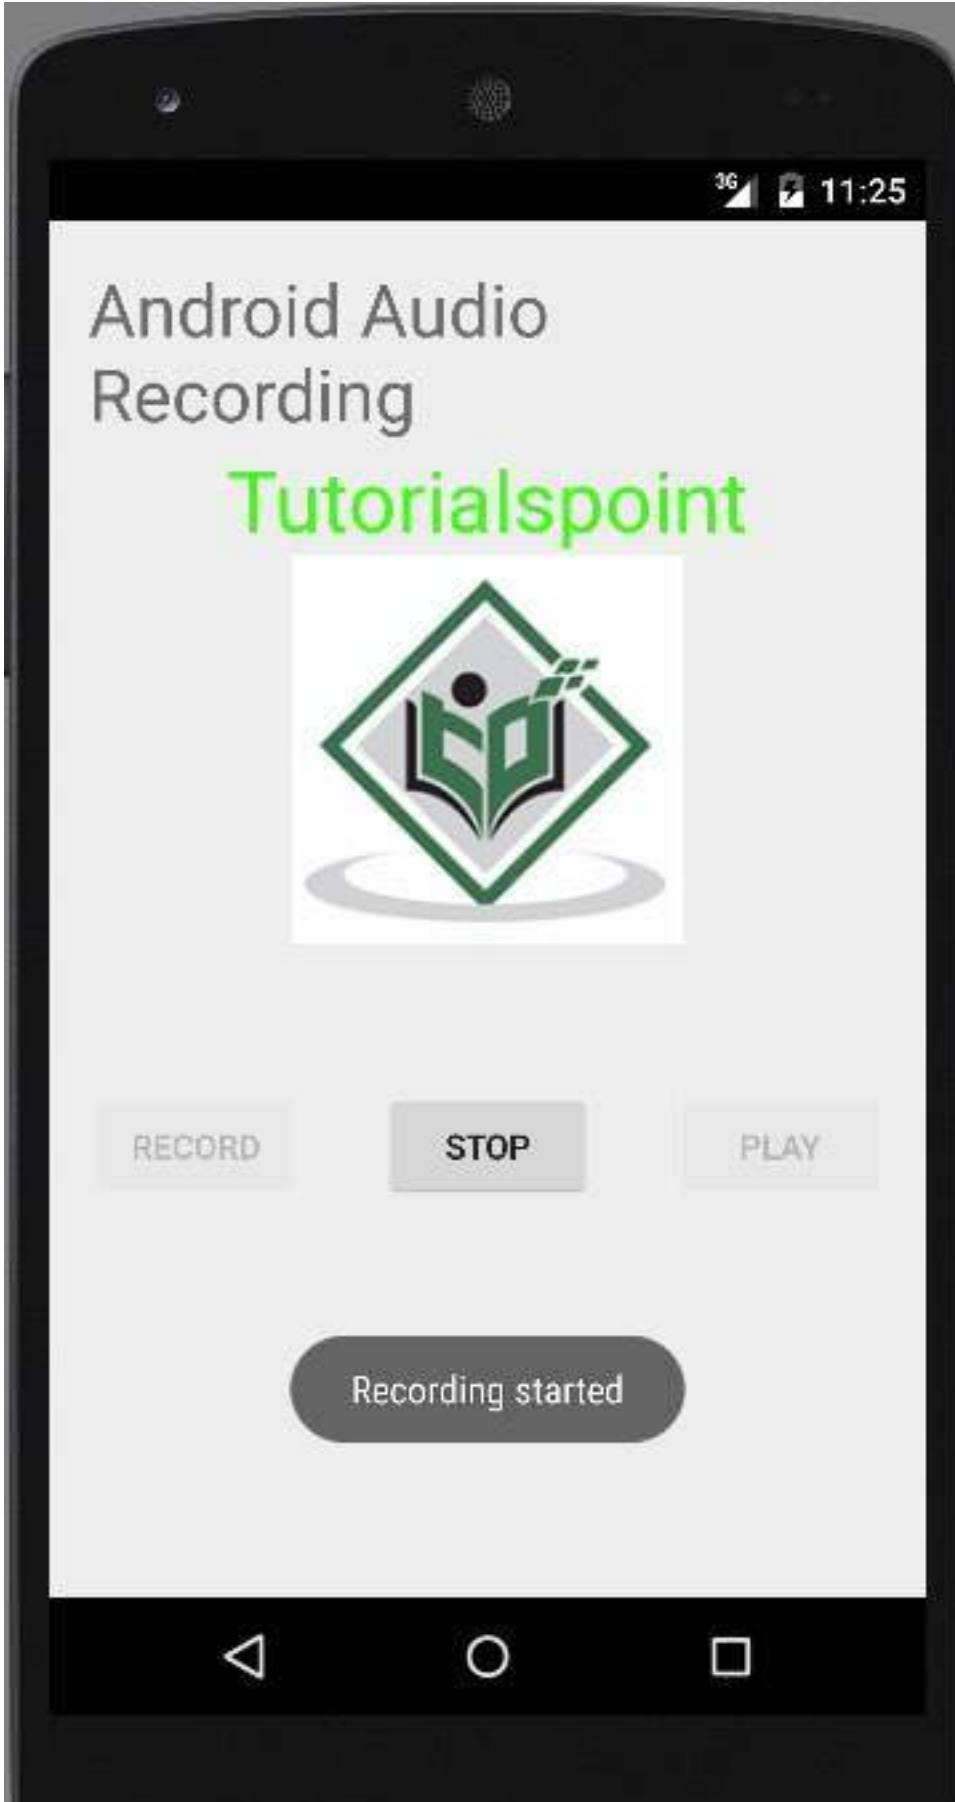 3G 11:25
Android Audio
Recording
Tutorialspoint
RECORD STOP PLAY
Recording started